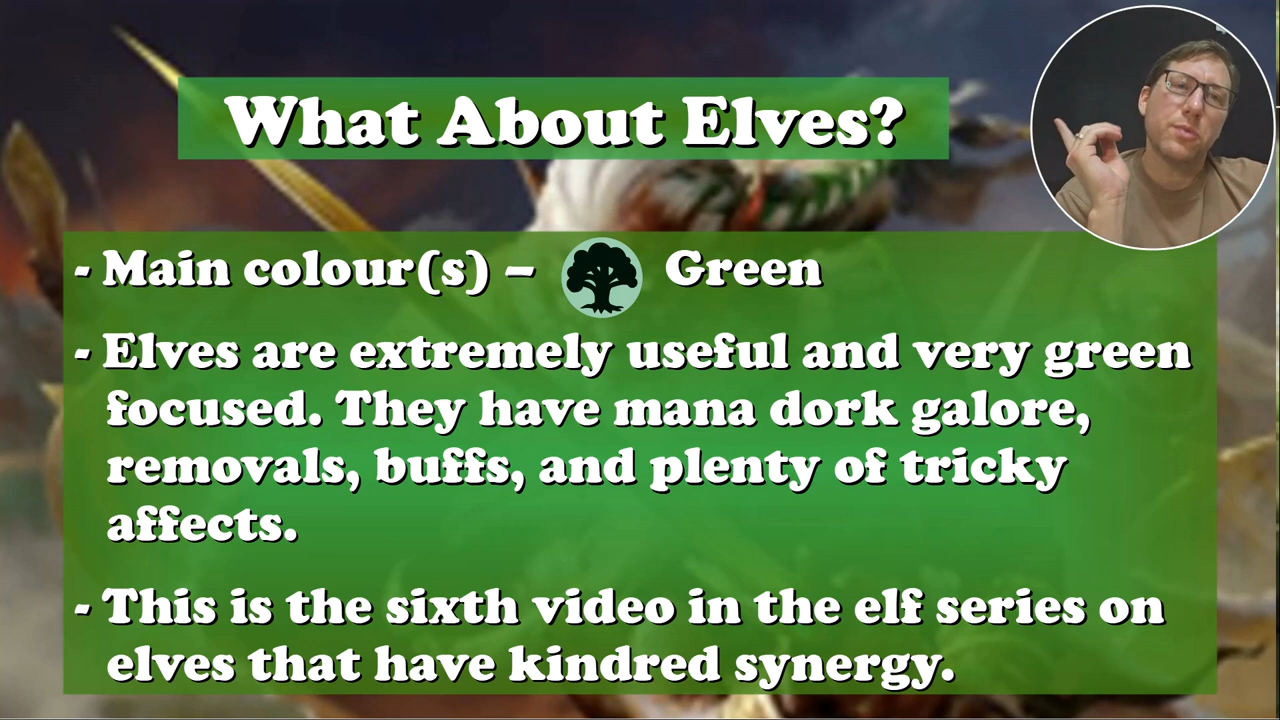 What About Elves?
- Main colour(s) – Green
- Elves are extremely useful and very green
focused. They have mana dork galore,
removals, buffs, and plenty of tricky
affects.
- This is the sixth video in the elf series on
elves that have kindred synergy.